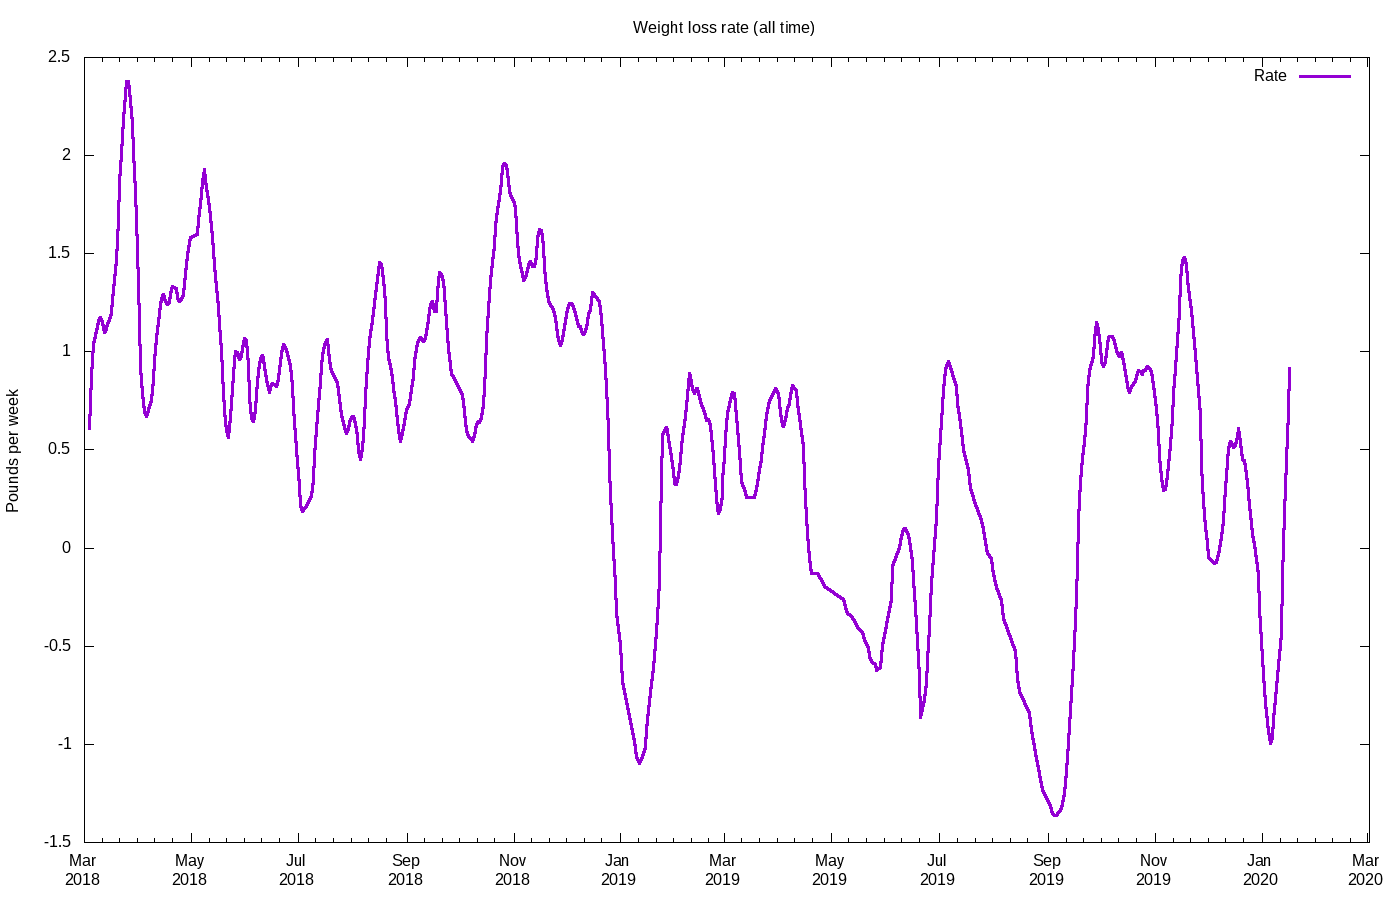 Weight loss rate (all time)
Rate
Pounds per week
2.5
2
1.5
1
0.5
0
-0.5
-1
-1.5
Mar 2018
May 2018
Jul 2018
Sep 2018
Nov 2018
Jan 2019
Mar 2019
May 2019
Jul 2019
Sep 2019
Nov 2019
Jan 2020
Mar 2020